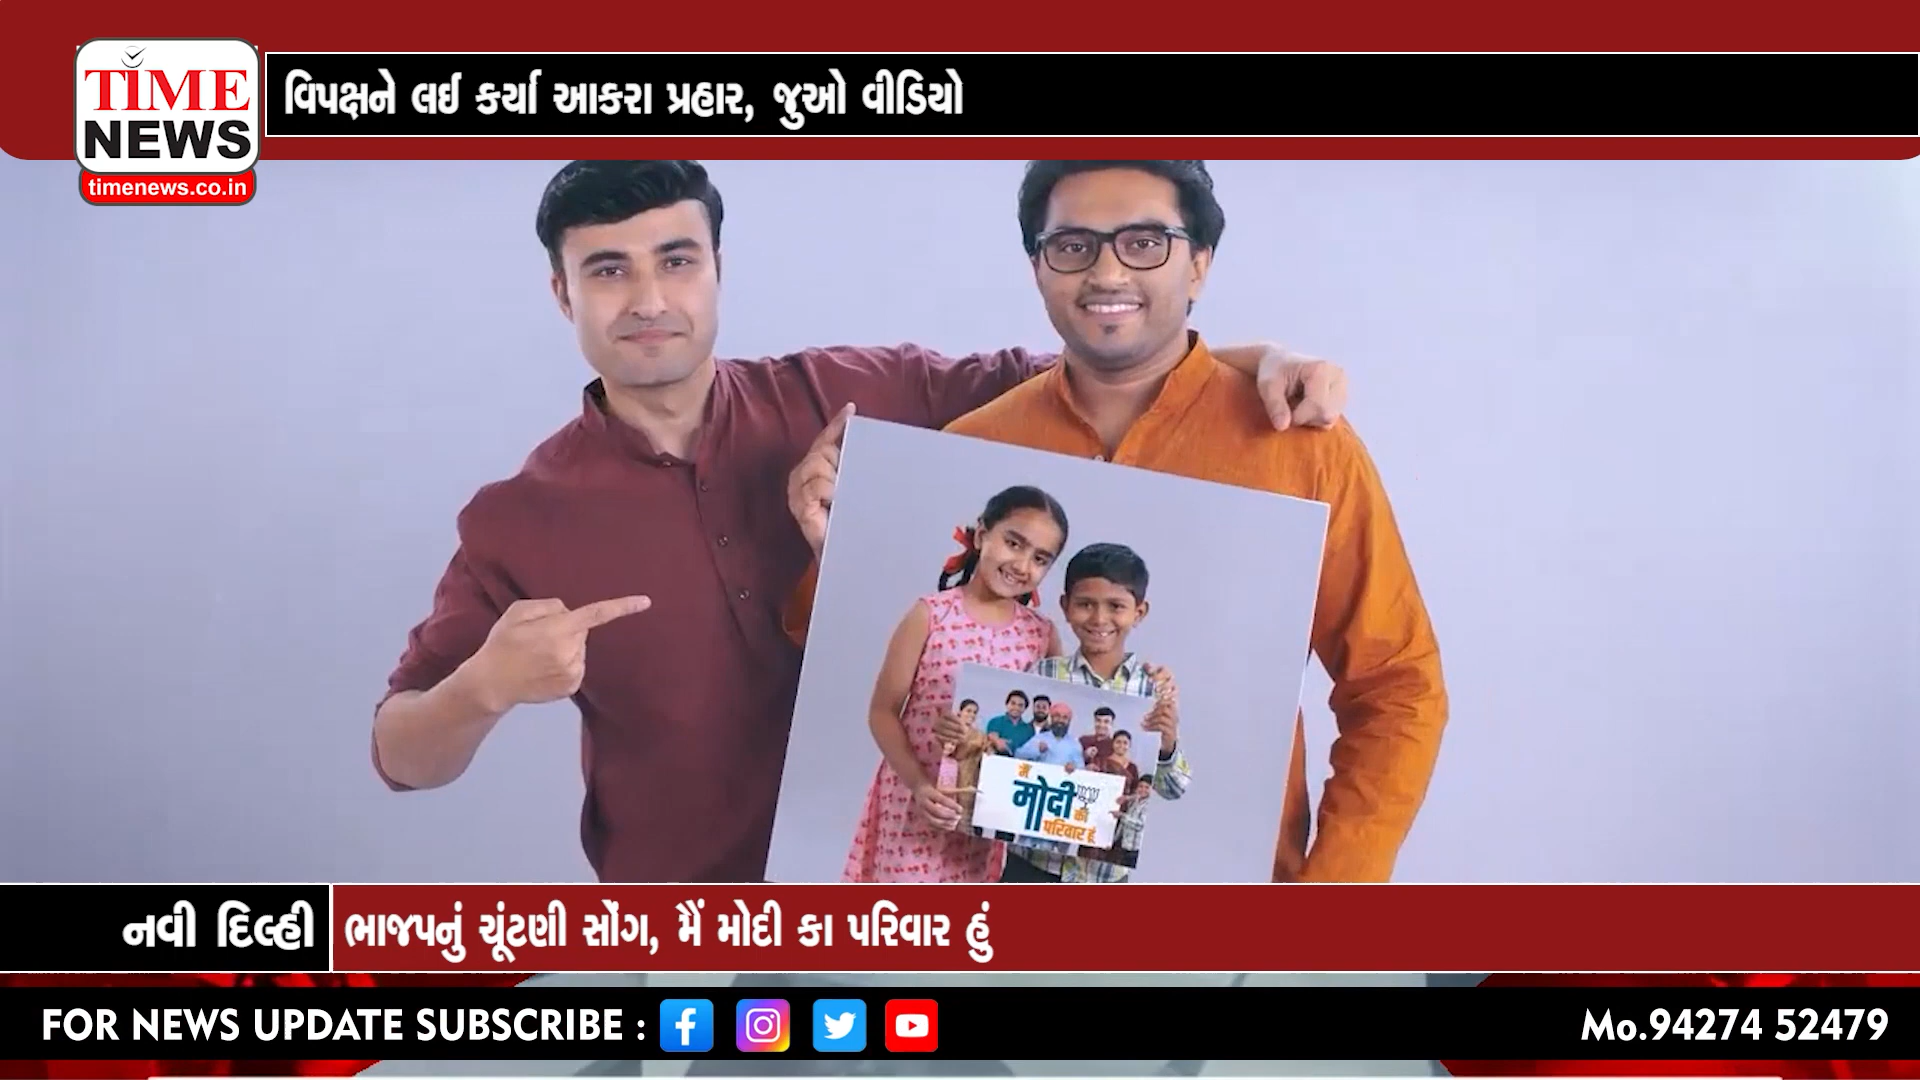 TIME
NEWS
timenews.co.in
વિપક્ષને લઈ કર્યા આકરા પ્રહાર, જુઓ વીડિયો
मैं
मोदी
का
परिवार हूं
નવી દિલ્હી
ભાજપનું ચૂંટણી સોંગ, મૈં મોદી કા પરિવાર હું
FOR NEWS UPDATE SUBSCRIBE :
Mo.94274 52479